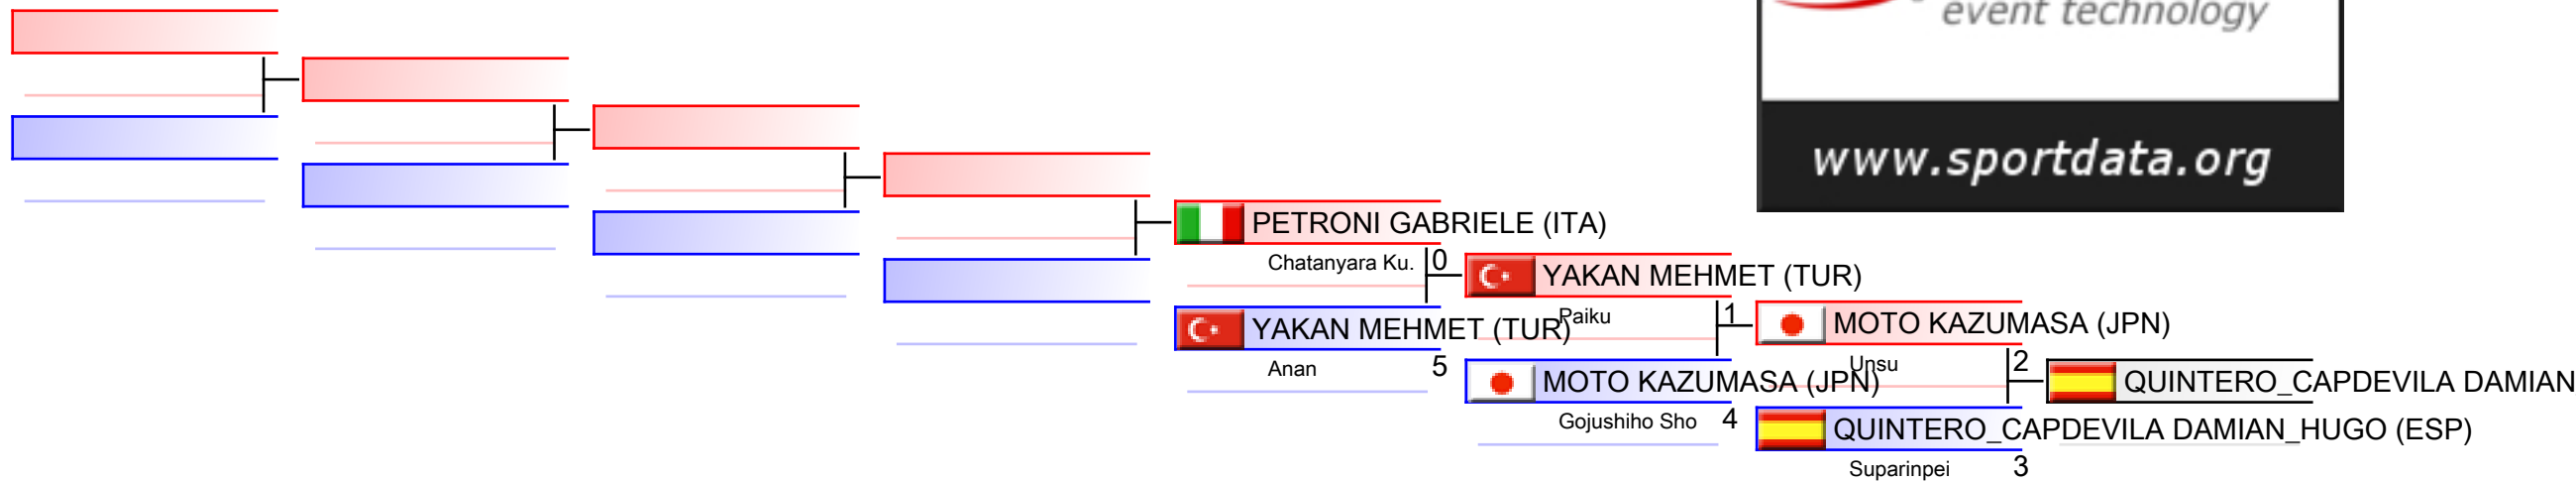 event technology
www.sportdata.org
PETRONI GABRIELE (ITA)
Chatanyara Ku.
0
YAKAN MEHMET (TUR)
Anan
5
YAKAN MEHMET (TUR)
Paiku
1
MOTO KAZUMASA (JPN)
Gojushiho Sho
4
MOTO KAZUMASA (JPN)
Unsu
2
QUINTERO_CAPDEVILA DAMIAN_HUGO (ESP)
Suparinpei
3
QUINTERO_CAPDEVILA DAMIAN